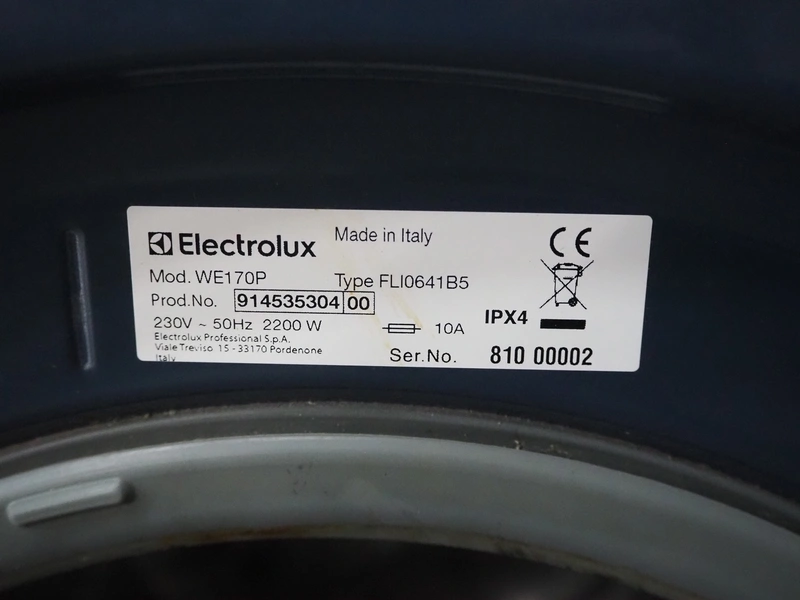 Electrolux Made in Italy CE
Mod. WE170P Type FLI0641B5
Prod.No. 914535304 00
230V ~ 50Hz 2200 W 10A IPX4
Electrolux Professional S.p.A.
Viale Treviso 15 - 33170 Pordenone
Italy
Ser.No. 810 00002